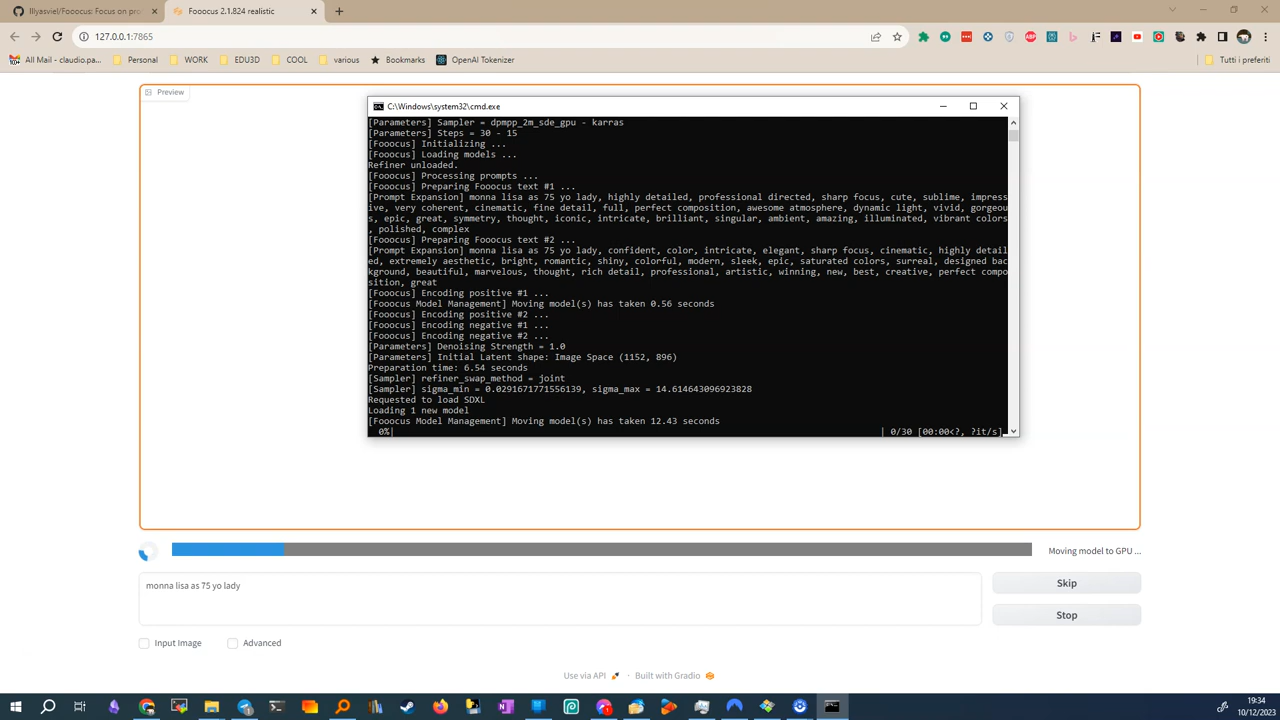 lllyasviel/Fooocus: Focus on pro
Fooocus 2.1.824 realistic
127.0.0.1:7865
All Mail - claudio.pa...
Personal
WORK
EDU3D
COOL
various
Bookmarks
OpenAI Tokenizer
Tutti i preferiti
Preview
C:\Windows\system32\cmd.exe
[Parameters] Sampler = dpmpp_2m_sde_gpu - karras
[Parameters] Steps = 30 - 15
[Fooocus] Initializing ...
[Fooocus] Loading models ...
Refiner unloaded.
[Fooocus] Processing prompts ...
[Fooocus] Preparing Fooocus text #1 ...
[Prompt Expansion] monna lisa as 75 yo lady, highly detailed, professional directed, sharp focus, cute, sublime, impress
ive, very coherent, cinematic, fine detail, full, perfect composition, awesome atmosphere, dynamic light, vivid, gorgeou
s, epic, great, symmetry, thought, iconic, intricate, brilliant, singular, ambient, amazing, illuminated, vibrant colors
, polished, complex
[Fooocus] Preparing Fooocus text #2 ...
[Prompt Expansion] monna lisa as 75 yo lady, confident, color, intricate, elegant, sharp focus, cinematic, highly detail
ed, extremely aesthetic, bright, romantic, shiny, colorful, modern, sleek, epic, saturated colors, surreal, designed bac
kground, beautiful, marvelous, thought, rich detail, professional, artistic, winning, new, best, creative, perfect compo
sition, great
[Fooocus] Encoding positive #1 ...
[Fooocus Model Management] Moving model(s) has taken 0.56 seconds
[Fooocus] Encoding positive #2 ...
[Fooocus] Encoding negative #1 ...
[Fooocus] Encoding negative #2 ...
[Parameters] Denoising Strength = 1.0
[Parameters] Initial Latent shape: Image Space (1152, 896)
Preparation time: 6.54 seconds
[Sampler] refiner_swap_method = joint
[Sampler] sigma_min = 0.0291671771556139, sigma_max = 14.614643096923828
Requested to load SDXL
Loading 1 new model
[Fooocus Model Management] Moving model(s) has taken 12.43 seconds
0%| | 0/30 [00:00<?, ?it/s]
Moving model to GPU ...
monna lisa as 75 yo lady
Skip
Stop
Input Image
Advanced
Use via API · Built with Gradio
19:34
10/12/2023